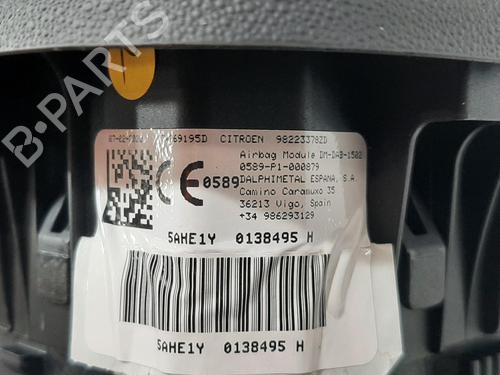 69195D CITROEN 98223378ZD
Airbag Module DM-DAB-1502
0589-P1-000879
CE 0589
DALPHIMETAL ESPANA, S.A.
Camino Caramuxo 35
36213 Vigo, Spain
+34 986293129
5AHE1Y 0138495 H
5AHE1Y 0138495 H
B-PARTS